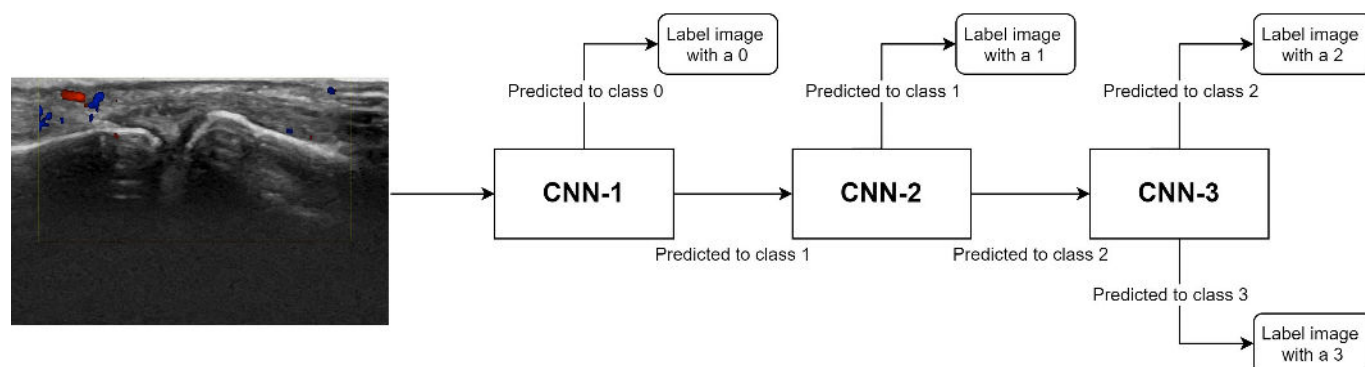 Label image
with a 0
Label image
with a 1
Label image
with a 2
Predicted to class 0
Predicted to class 1
Predicted to class 2
CNN-1
CNN-2
CNN-3
Predicted to class 1
Predicted to class 2
Predicted to class 3
Label image
with a 3